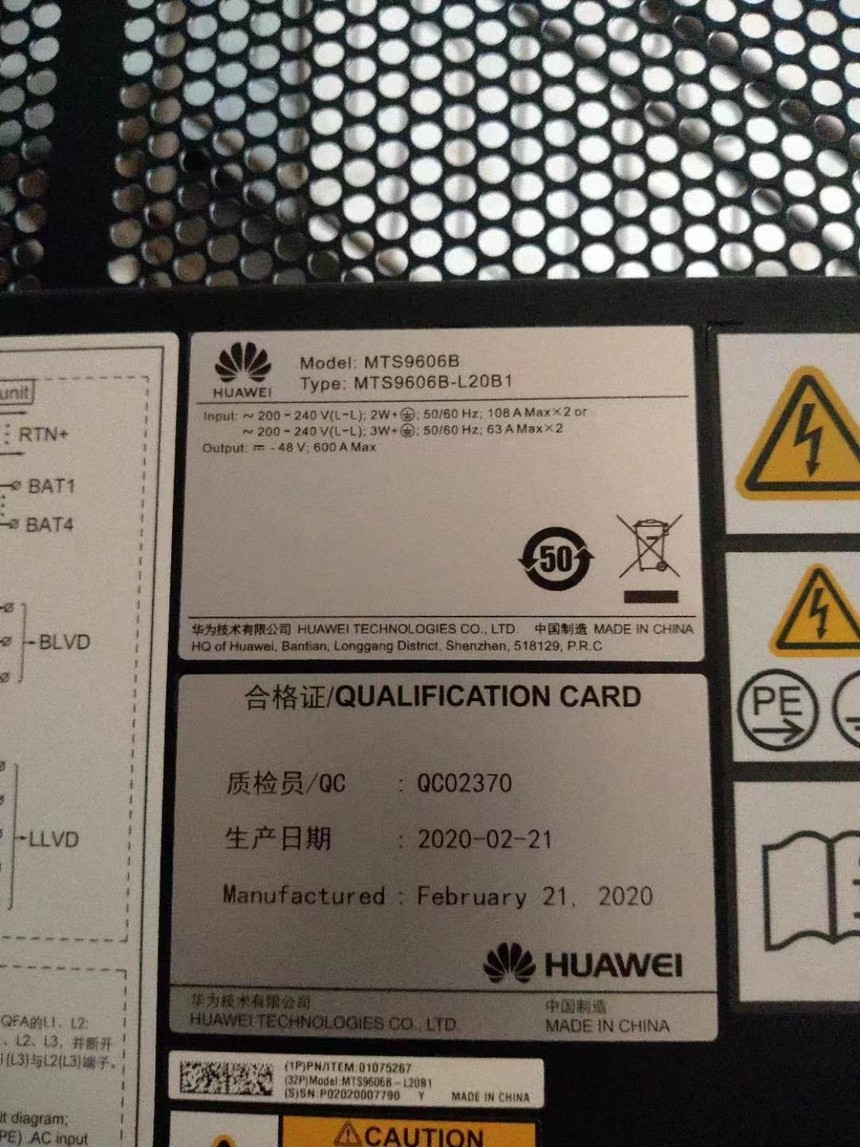 unit
RTN+
BAT1
BAT4
BLVD
LLVD
QFA的L1、L2:
、L2、L3，并断开
(L3)与L2(L3)端子。
it diagram;
PE) .AC input
HUAWEI
Model: MTS9606B
Type: MTS9606B-L20B1
Input: ~ 200 - 240 V(L-L); 2W+; 50/60 Hz; 108 A Max×2 or
~ 200 - 240 V(L-L); 3W+; 50/60 Hz; 63 A Max×2
Output: - 48 V; 600 A Max
50
华为技术有限公司 HUAWEI TECHNOLOGIES CO., LTD. 中国制造 MADE IN CHINA
HQ of Huawei, Bantian, Longgang District, Shenzhen, 518129, P.R.C
合格证/QUALIFICATION CARD
质检员/QC : QC02370
生产日期 : 2020-02-21
Manufactured : February 21, 2020
HUAWEI
华为技术有限公司 中国制造
HUAWEI TECHNOLOGIES CO., LTD. MADE IN CHINA
(1P)PN/ITEM:01075267
(32P)Model:MTS9606B-L20B1
(S)SN:P02020007790 Y MADE IN CHINA
CAUTION
PE